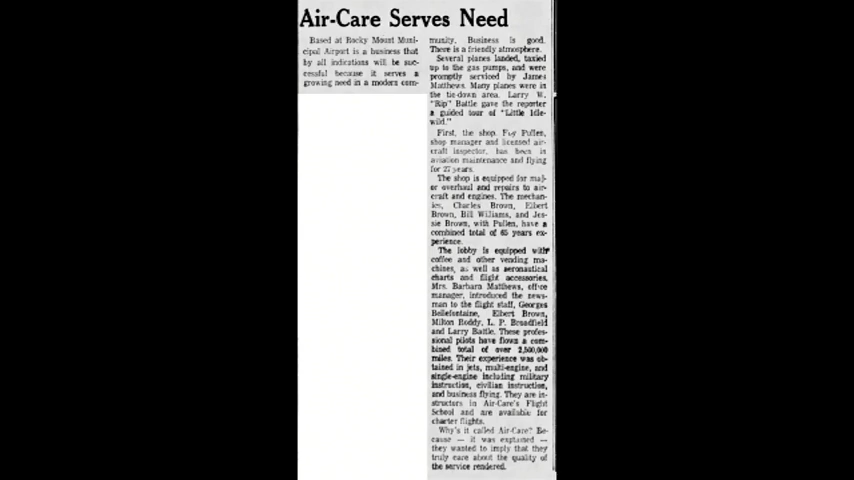 Air-Care Serves Need
Based at Rocky Mount Muni-
cipal Airport is a business that
by all indications will be suc-
cessful because it serves a
growing need in a modern com-
munity. Business is good.
There is a friendly atmosphere.
Several planes landed, taxied
up to the gas pumps, and were
promptly serviced by James
Matthews. Many planes were in
the tie-down area. Larry W.
"Rip" Battle gave the reporter
a guided tour of "Little Idle-
wild."
First, the shop. Pullen,
shop manager and licensed air-
craft inspector, has been in
aviation maintenance and flying
for 27 years.
The shop is equipped for maj-
or overhaul and repairs to air-
craft and engines. The mechan-
ics, Charles Brown, Elbert
Brown, Bill Williams, and Jes-
sie Brown, with Pullen, have a
combined total of 65 years ex-
perience.
The lobby is equipped with
coffee and other vending ma-
chines, as well as aeronautical
charts and flight accessories.
Mrs. Barbara Matthews, office
manager, introduced the news-
man to the flight staff, Georges
Bellefontaine, Elbert Brown,
Milton Roddy, L. P. Broadfield
and Larry Battle. These profes-
sional pilots have flown a com-
bined total of over 2,500,000
miles. Their experience was ob-
tained in jets, multi-engine, and
single-engine including military
instruction, civilian instruction,
and business flying. They are in-
structors in Air-Care's Flight
School and are available for
charter flights.
Why's it called Air-Care? Be-
cause — it was explained —
they wanted to imply that they
truly care about the quality of
the service rendered.